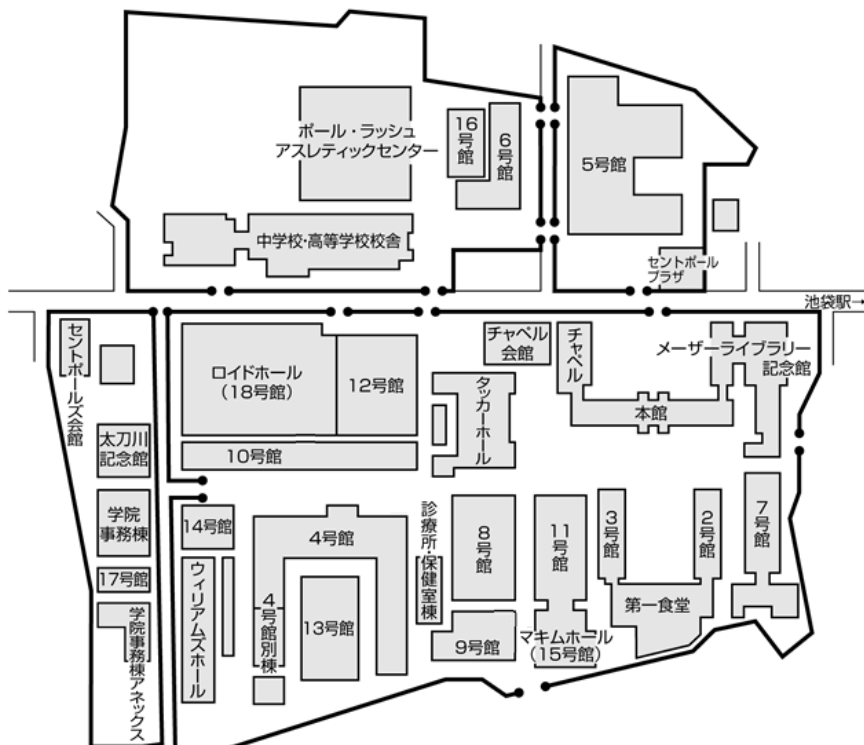 ポール・ラッシュ
アスレティックセンター
16号館
6号館
5号館
中学校・高等学校校舎
セントポール
プラザ
池袋駅→
セントポールズ会館
ロイドホール
(18号館)
12号館
チャペル
会館
チャペル
メーザーライブラリー
記念館
タッカーホール
本館
太刀川
記念館
10号館
学院
事務棟
14号館
4号館
診療所・保健室棟
8号館
11号館
3号館
2号館
7号館
17号館
ウィリアムズホール
4号館別棟
13号館
第一食堂
学院事務棟アネックス
9号館
マキムホール
(15号館)